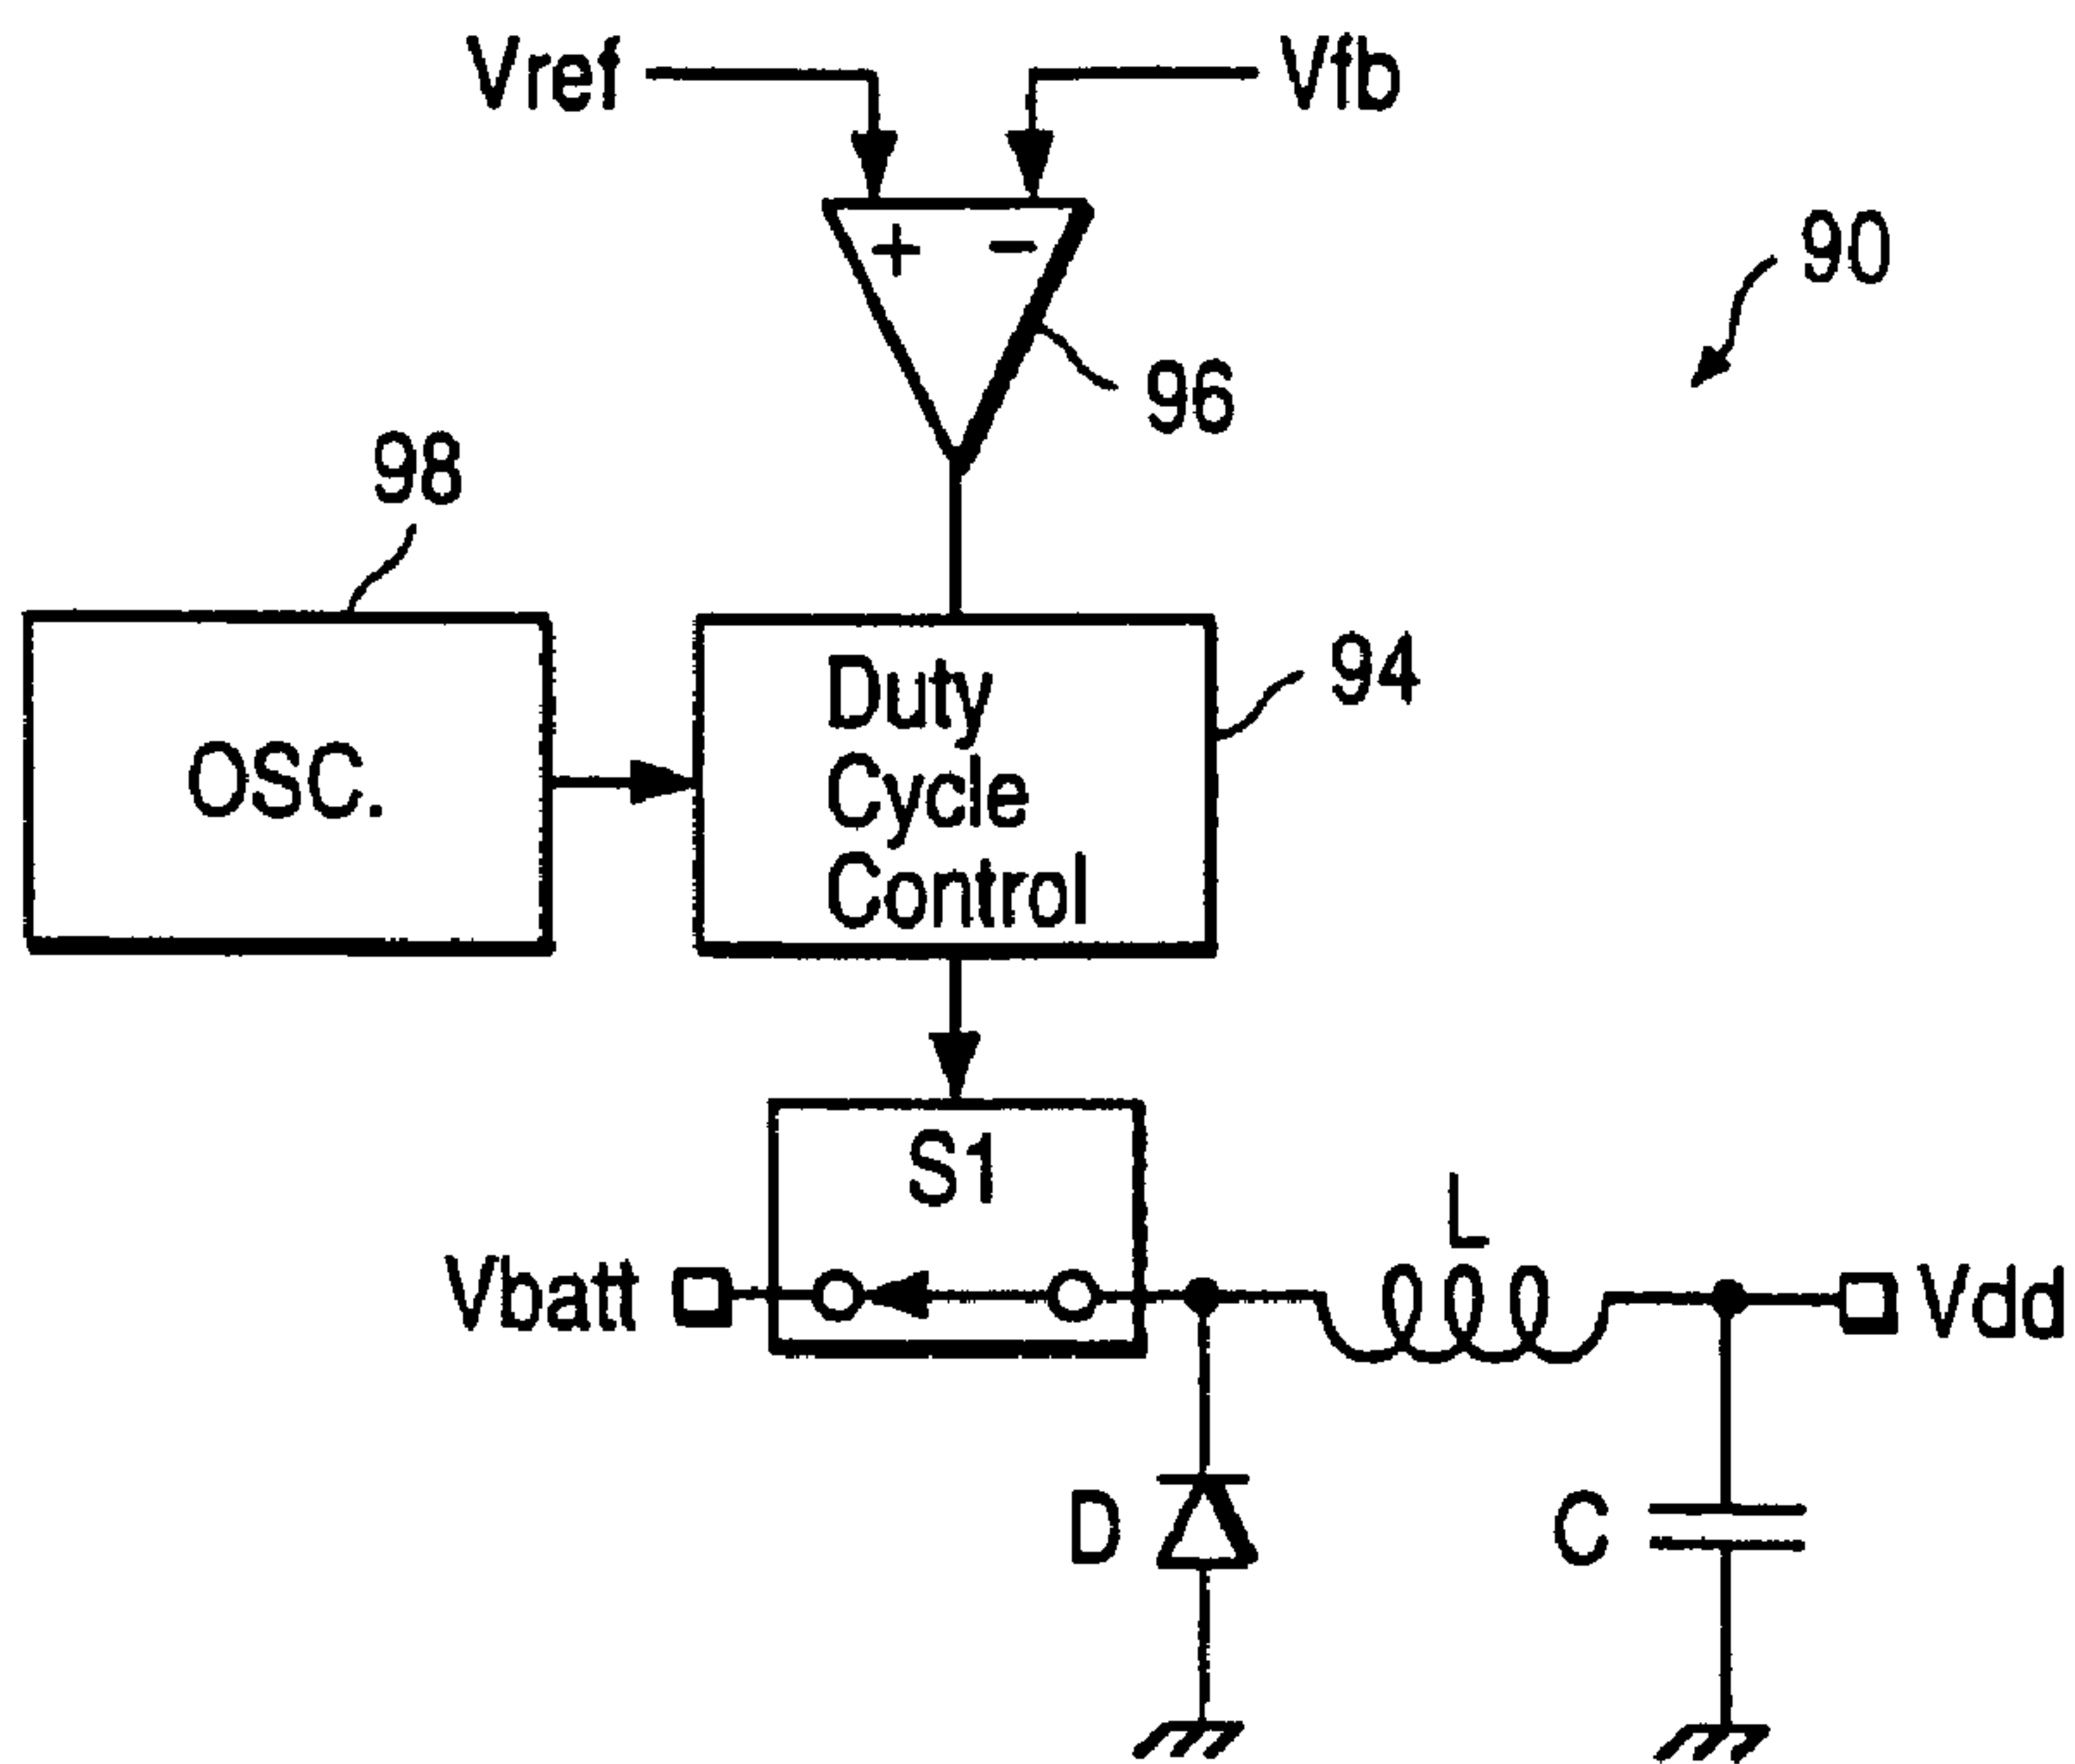 Vref
Vfb
+
−
90
96
98
OSC.
Duty
Cycle
Control
94
S1
Vbatt
L
Vdd
D
C